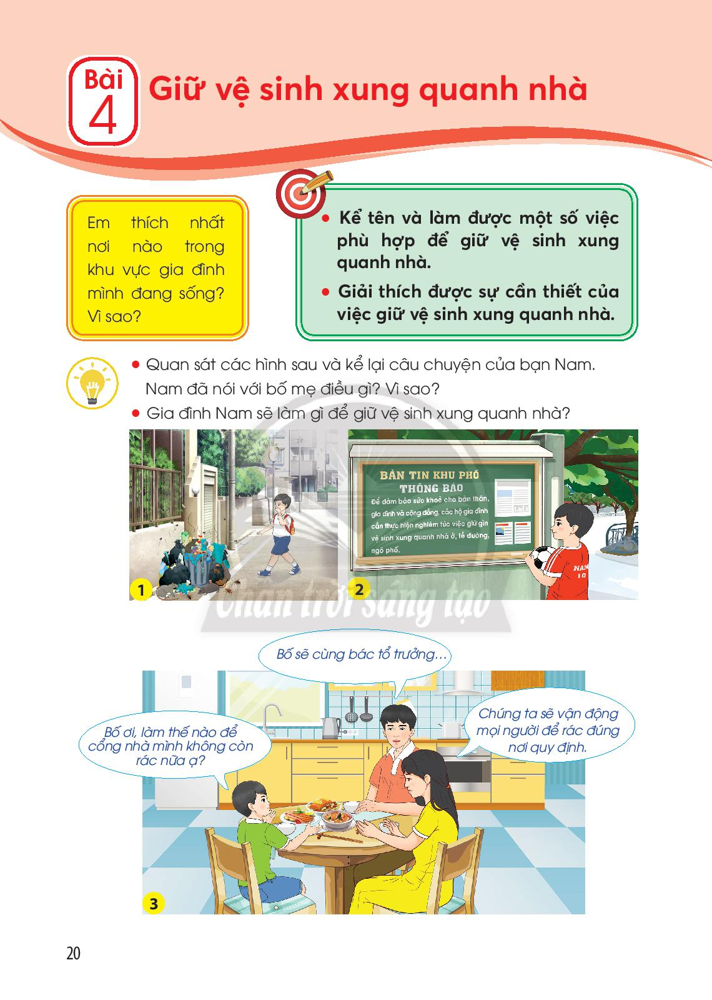 Bài
4
Giữ vệ sinh xung quanh nhà
Em thích nhất
nơi nào trong
khu vực gia đình
mình đang sống?
Vì sao?
• Kể tên và làm được một số việc
phù hợp để giữ vệ sinh xung
quanh nhà.
• Giải thích được sự cần thiết của
việc giữ vệ sinh xung quanh nhà.
• Quan sát các hình sau và kể lại câu chuyện của bạn Nam.
Nam đã nói với bố mẹ điều gì? Vì sao?
• Gia đình Nam sẽ làm gì để giữ vệ sinh xung quanh nhà?
BẢN TIN KHU PHỐ
THÔNG BÁO
Để đảm bảo sức khoẻ cho bản thân,
gia đình và cộng đồng, các hộ gia đình
cần thực hiện nghiêm túc việc giữ gìn
vệ sinh xung quanh nhà ở, lề đường,
ngõ phố.
NAM
10
1
2
Chân trời sáng tạo
Bố sẽ cùng bác tổ trưởng...
Bố ơi, làm thế nào để
cổng nhà mình không còn
rác nữa ạ?
Chúng ta sẽ vận động
mọi người để rác đúng
nơi quy định.
3
20